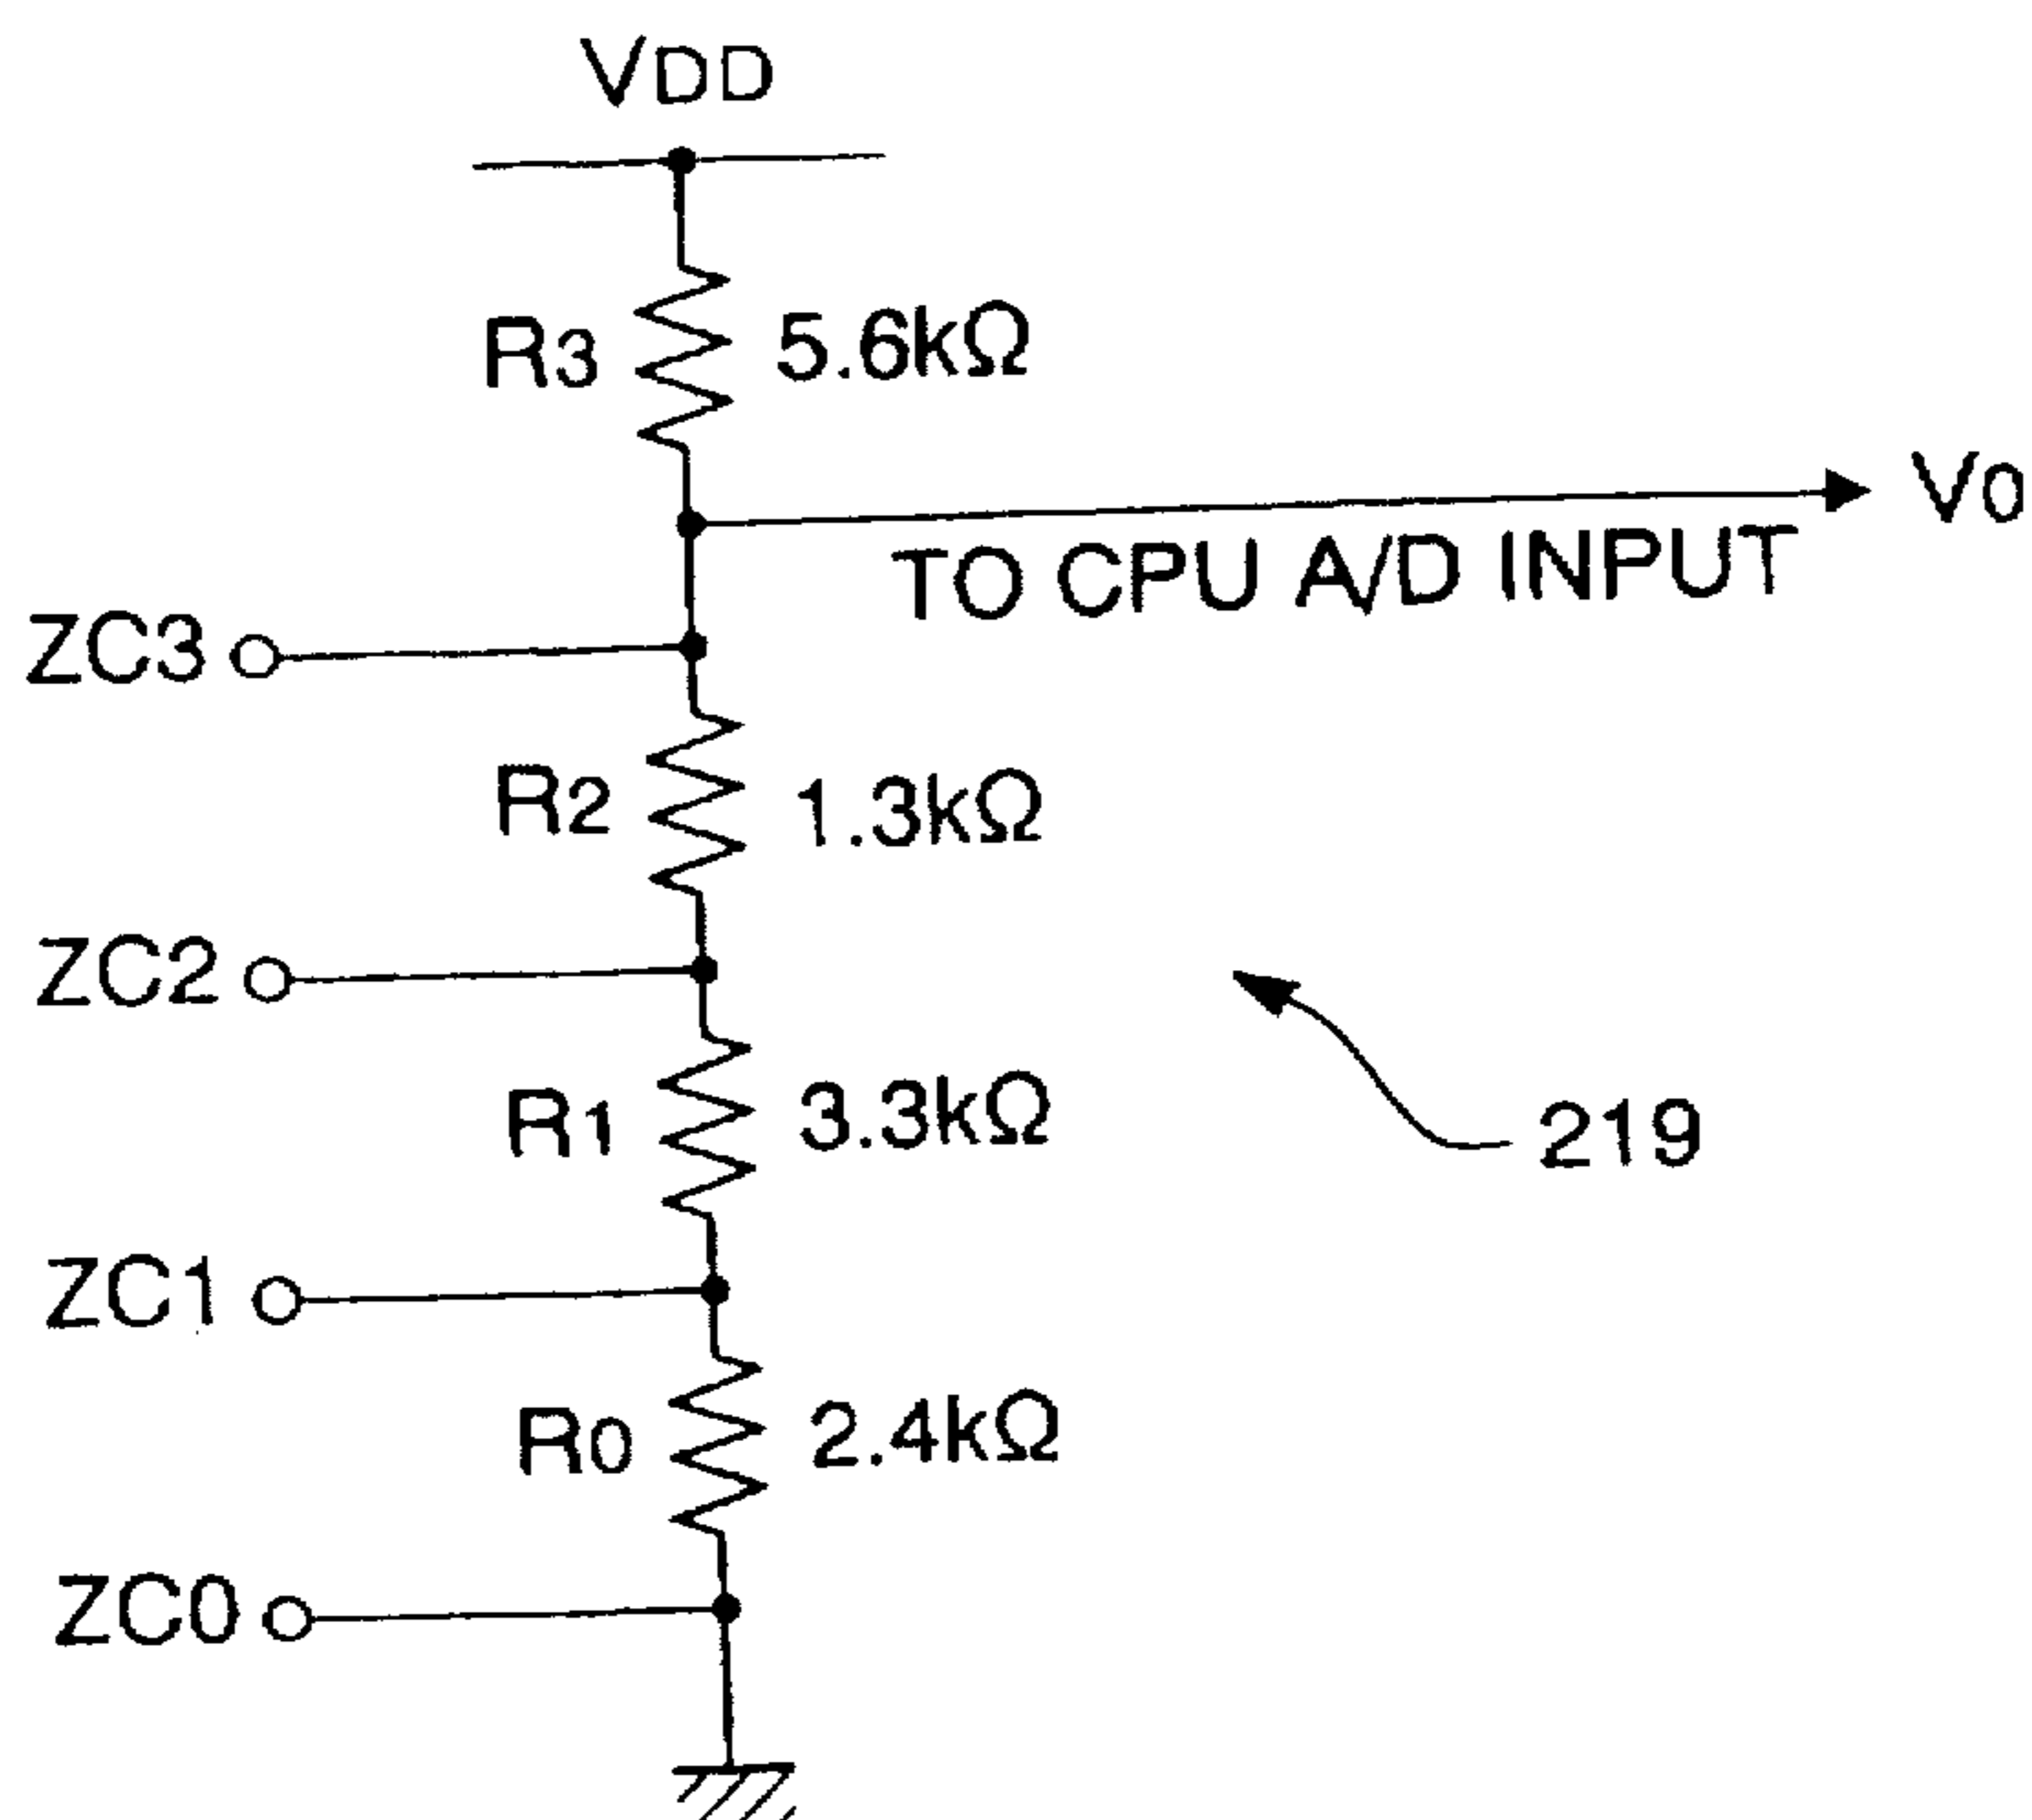 VDD
R3 5.6kΩ
V0
TO CPU A/D INPUT
ZC3
R2 1.3kΩ
ZC2
R1 3.3kΩ
219
ZC1
R0 2.4kΩ
ZC0